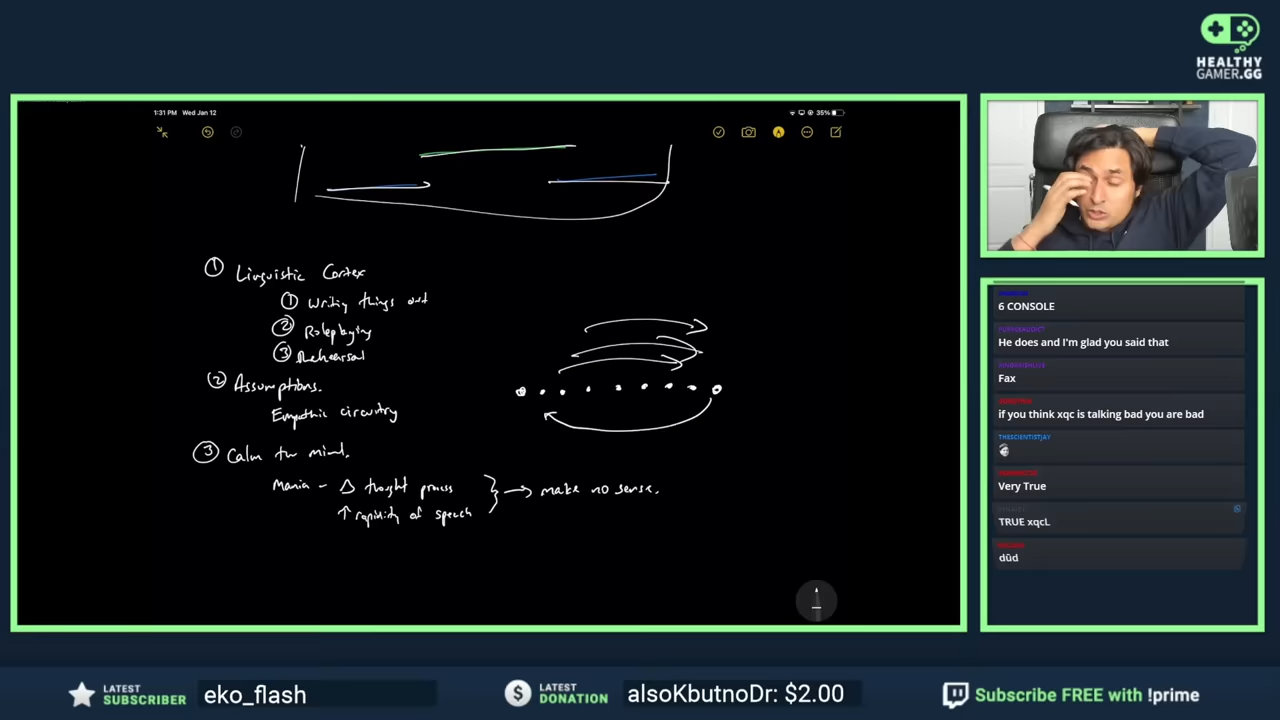 HEALTHY
GAMER.GG
1:31 PM Wed Jan 12
35%
① Linguistic Cortex
① Writing things out
② Roleplaying
③ Rehearsal
② Assumptions.
Empathic circuitry
③ Calm the mind.
Mania - Δ thought process
↑ rapidity of speech
→ make no sense.
6 CONSOLE
He does and I'm glad you said that
Fax
if you think xqc is talking bad you are bad
THESCIENTISTJAY
Very True
TRUE xqcL
dūd
LATEST
SUBSCRIBER
eko_flash
LATEST
DONATION
alsoKbutnoDr: $2.00
Subscribe FREE with !prime